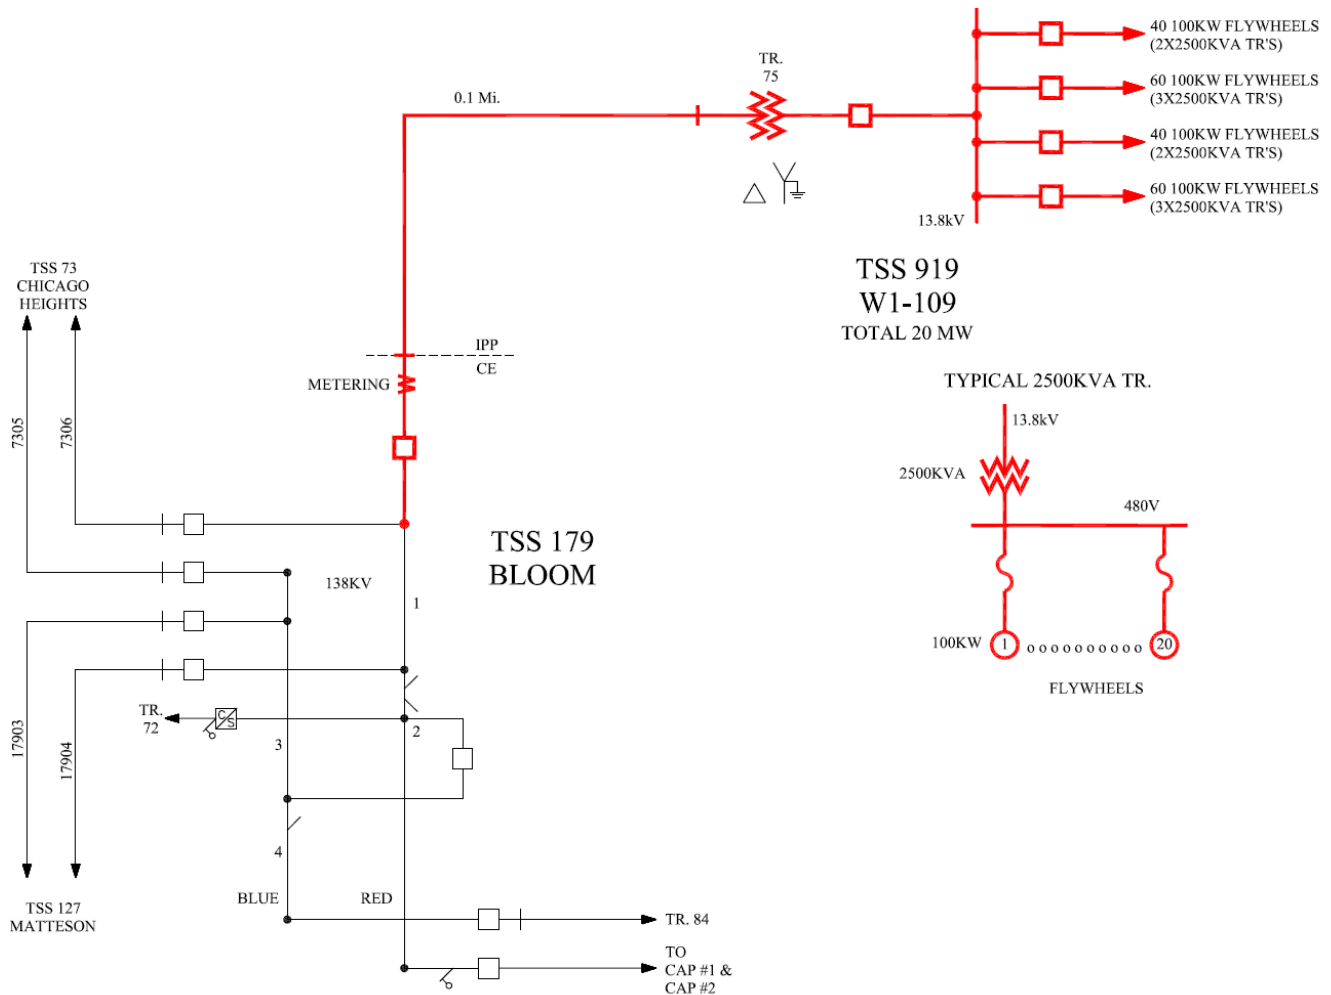 40 100KW FLYWHEELS
(2X2500KVA TR'S)
60 100KW FLYWHEELS
(3X2500KVA TR'S)
40 100KW FLYWHEELS
(2X2500KVA TR'S)
60 100KW FLYWHEELS
(3X2500KVA TR'S)
TR.
75
0.1 Mi.
13.8kV
TSS 919
W1-109
TOTAL 20 MW
TSS 73
CHICAGO
HEIGHTS
IPP
CE
METERING
7305
7306
TYPICAL 2500KVA TR.
13.8kV
2500KVA
480V
100KW
1
o o o o o o o o o o
20
FLYWHEELS
TSS 179
BLOOM
138KV
1
TR.
72
C/S
2
3
17903
17904
4
BLUE
RED
TSS 127
MATTESON
TR. 84
TO
CAP #1 &
CAP #2